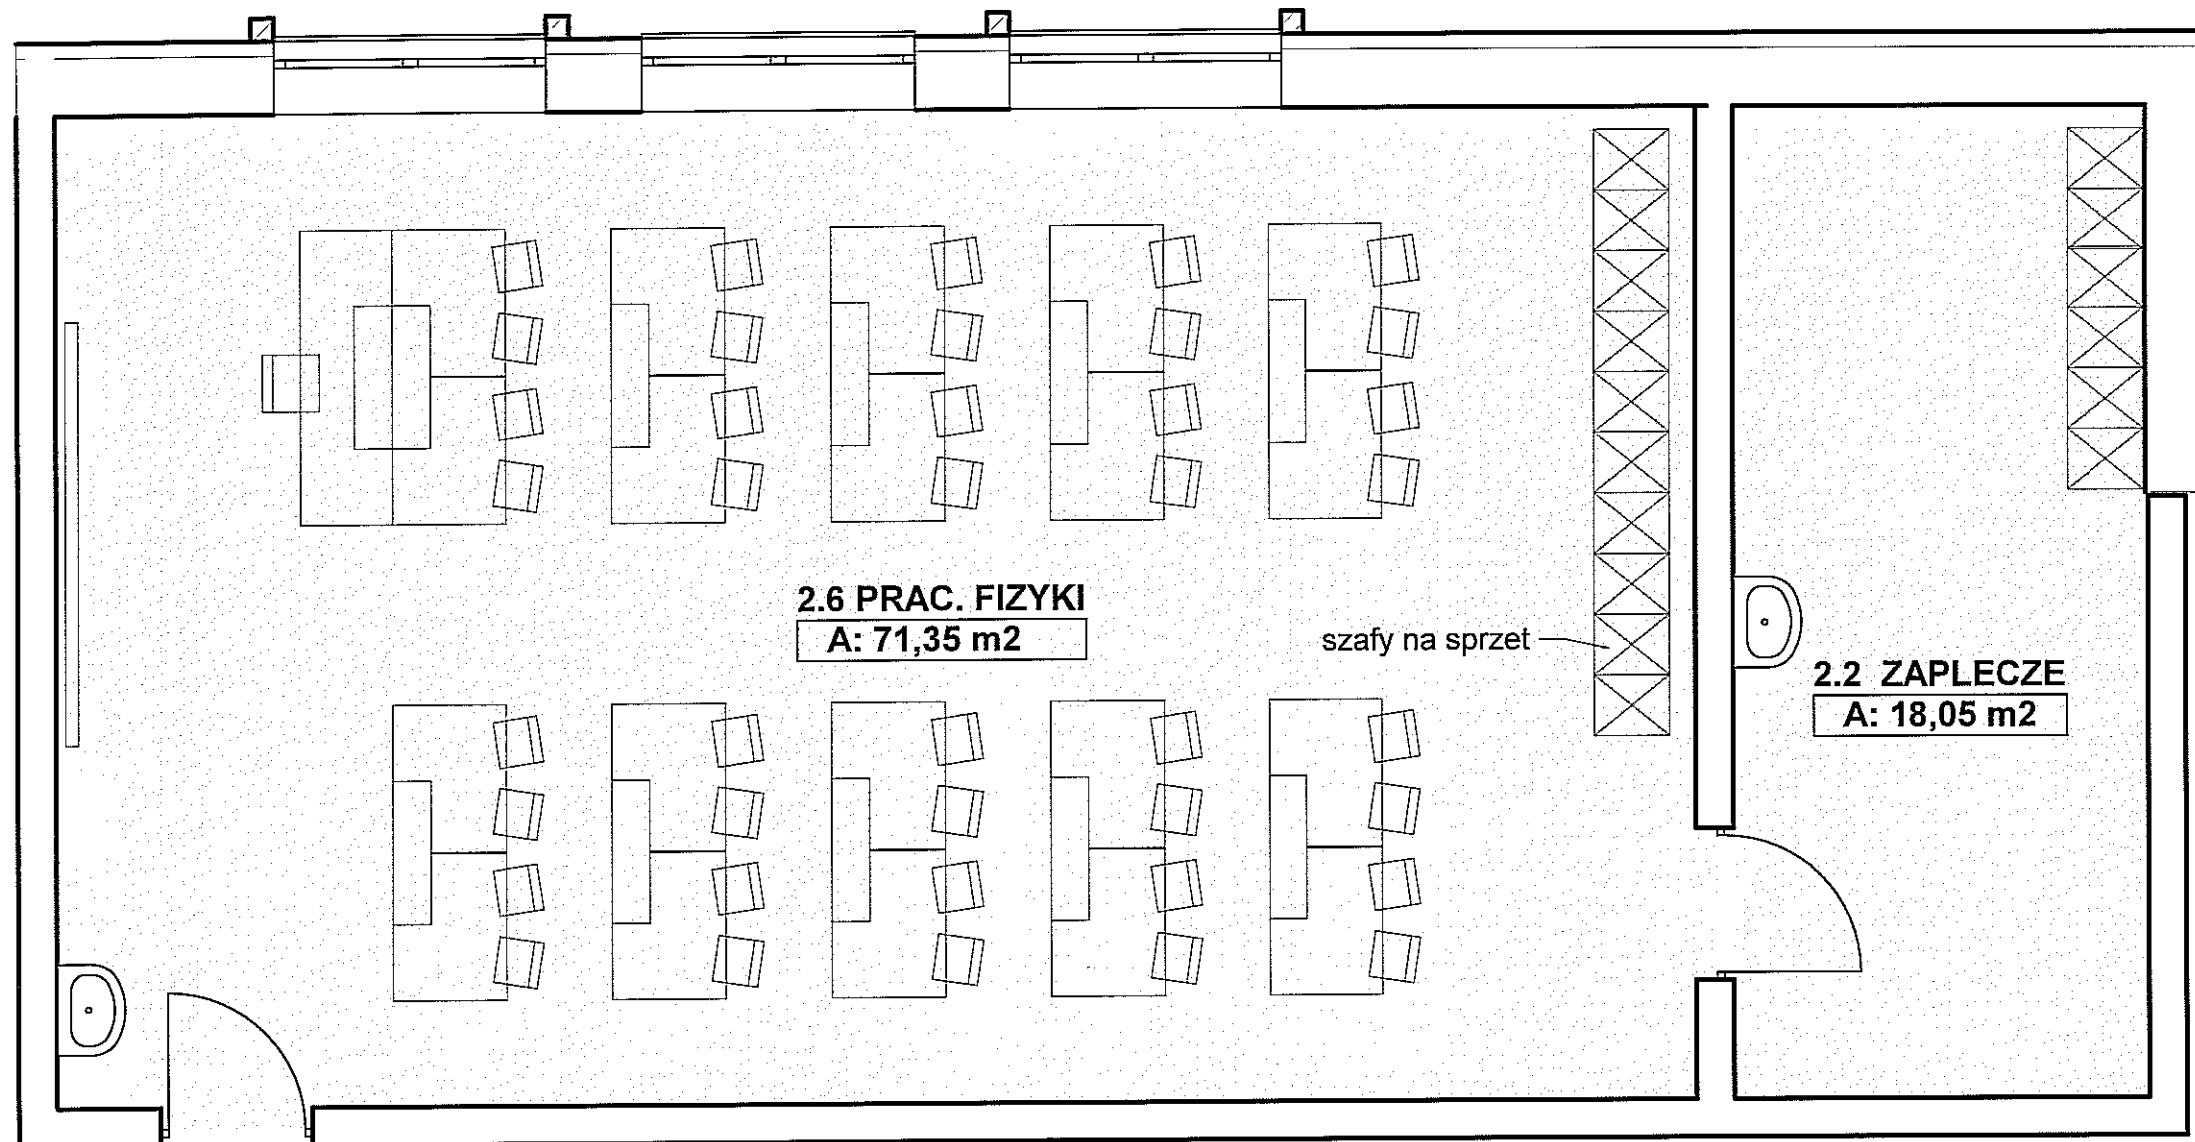 2.6 PRAC. FIZYKI
A: 71,35 m2
szafy na sprzet
2.2 ZAPLECZE
A: 18,05 m2